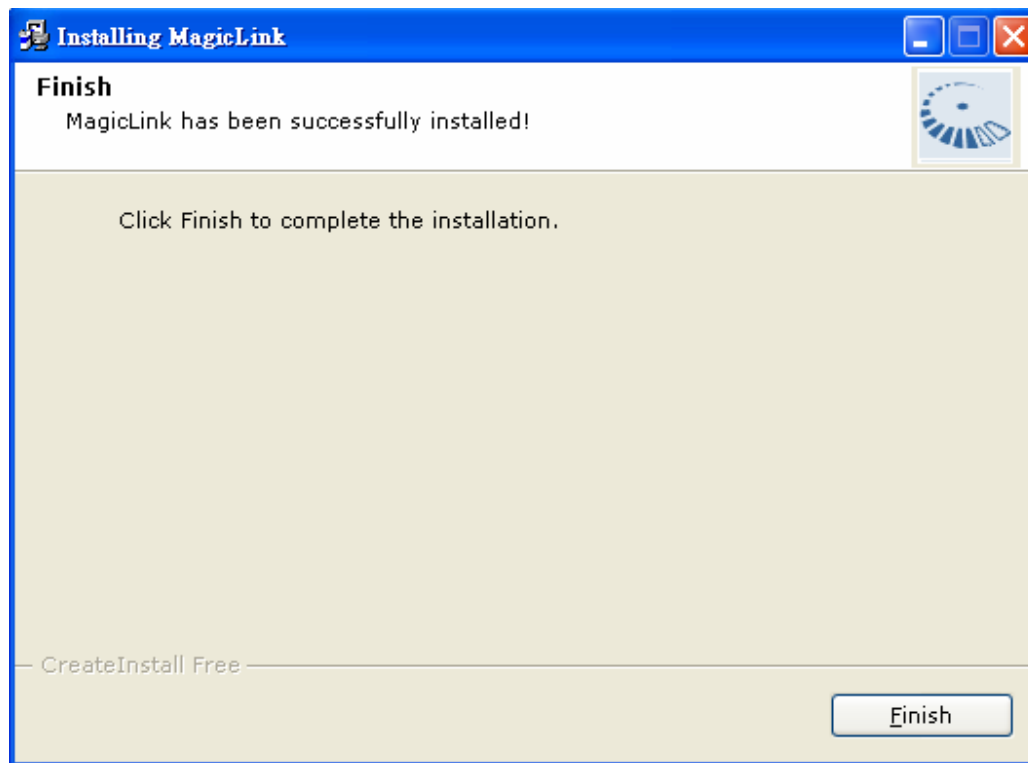 Installing MagicLink
Finish
MagicLink has been successfully installed!
Click Finish to complete the installation.
CreateInstall Free
Finish